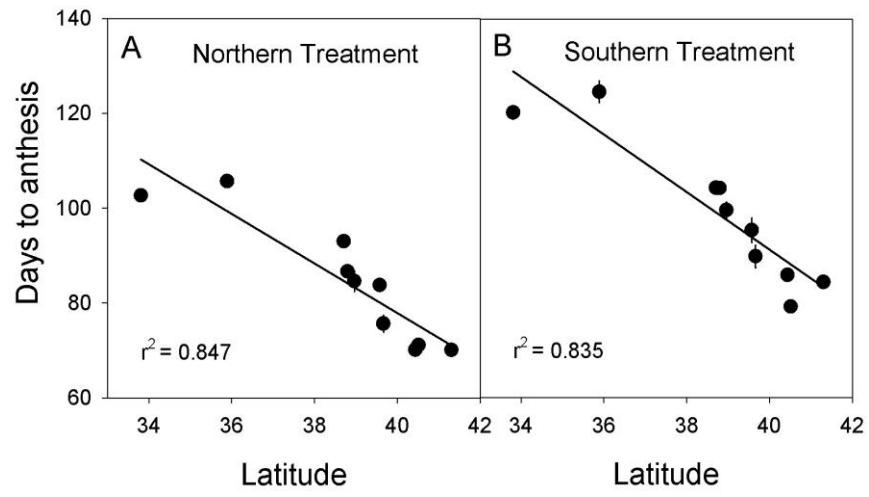 140
120
100
80
60
Days to anthesis
A
Northern Treatment
r² = 0.847
34 36 38 40 42
Latitude
B
Southern Treatment
r² = 0.835
34 36 38 40 42
Latitude